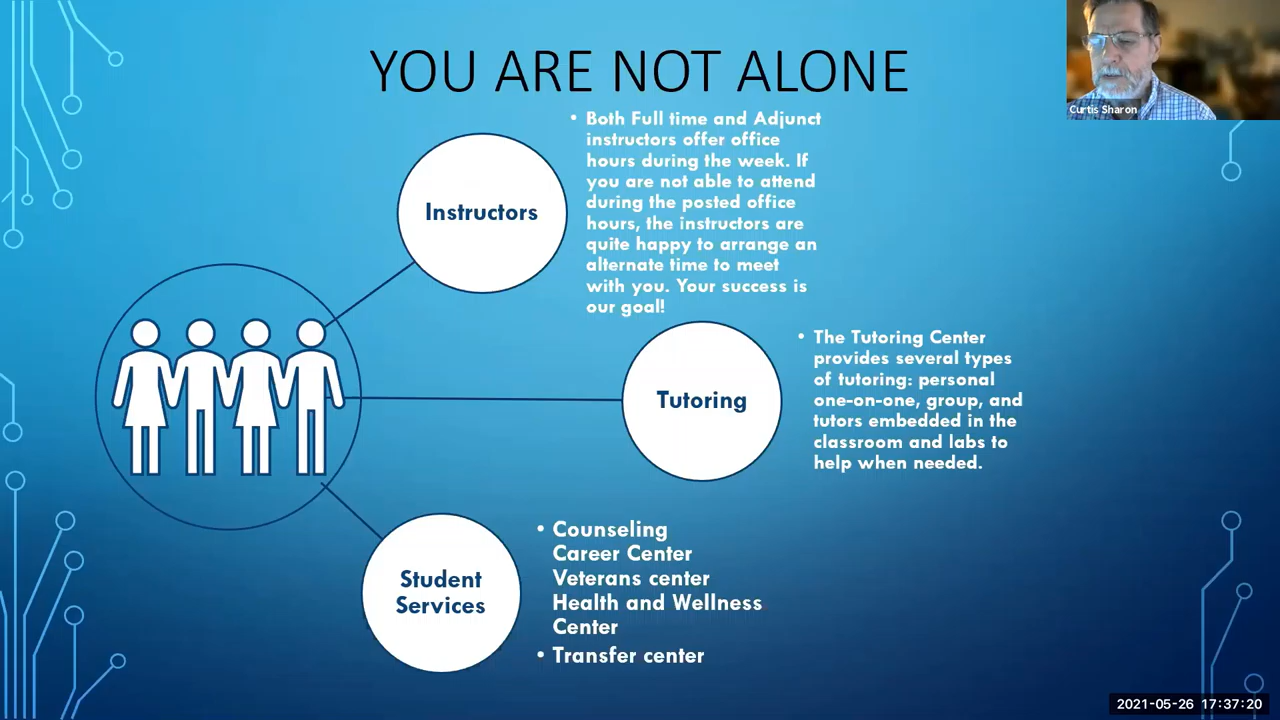 YOU ARE NOT ALONE
Curtis Sharon
Instructors
• Both Full time and Adjunct
instructors offer office
hours during the week. If
you are not able to attend
during the posted office
hours, the instructors are
quite happy to arrange an
alternate time to meet
with you. Your success is
our goal!
Tutoring
• The Tutoring Center
provides several types
of tutoring: personal
one-on-one, group, and
tutors embedded in the
classroom and labs to
help when needed.
Student
Services
• Counseling
Career Center
Veterans center
Health and Wellness
Center
• Transfer center
2021-05-26 17:37:20